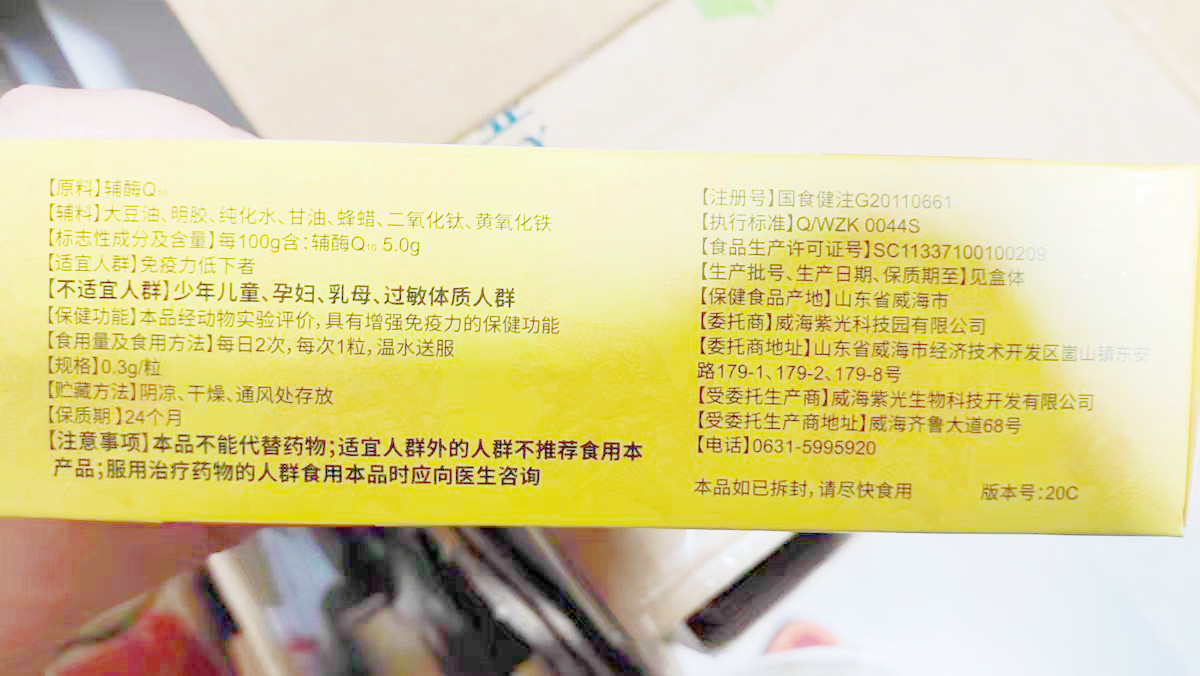 【原料】辅酶Q₁₀
【辅料】大豆油、明胶、纯化水、甘油、蜂蜡、二氧化钛、黄氧化铁
【标志性成分及含量】每100g含:辅酶Q₁₀ 5.0g
【适宜人群】免疫力低下者
【不适宜人群】少年儿童、孕妇、乳母、过敏体质人群
【保健功能】本品经动物实验评价,具有增强免疫力的保健功能
【食用量及食用方法】每日2次,每次1粒,温水送服
【规格】0.3g/粒
【贮藏方法】阴凉、干燥、通风处存放
【保质期】24个月
【注意事项】本品不能代替药物;适宜人群外的人群不推荐食用本
产品;服用治疗药物的人群食用本品时应向医生咨询
【注册号】国食健注G20110661
【执行标准】Q/WZK 0044S
【食品生产许可证号】SC11337100100209
【生产批号、生产日期、保质期至】见盒体
【保健食品产地】山东省威海市
【委托商】威海紫光科技园有限公司
【委托商地址】山东省威海市经济技术开发区崮山镇东安
路179-1、179-2、179-8号
【受委托生产商】威海紫光生物科技开发有限公司
【受委托生产商地址】威海齐鲁大道68号
【电话】0631-5995920
本品如已拆封,请尽快食用
版本号:20C